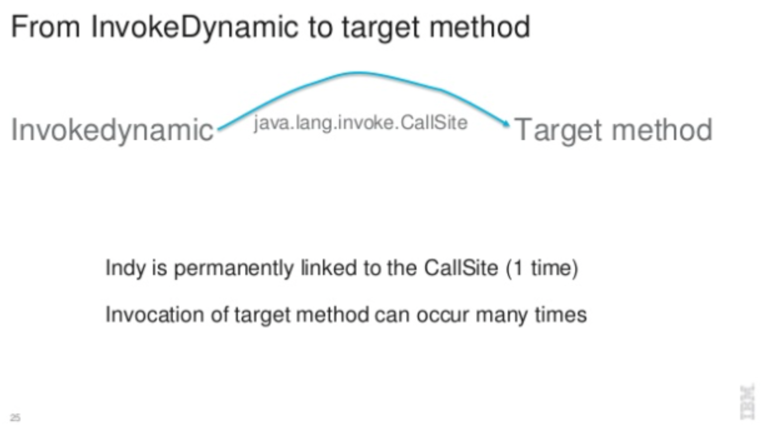 From InvokeDynamic to target method
Invokedynamic java.lang.invoke.CallSite Target method
Indy is permanently linked to the CallSite (1 time)
Invocation of target method can occur many times
25
IBM